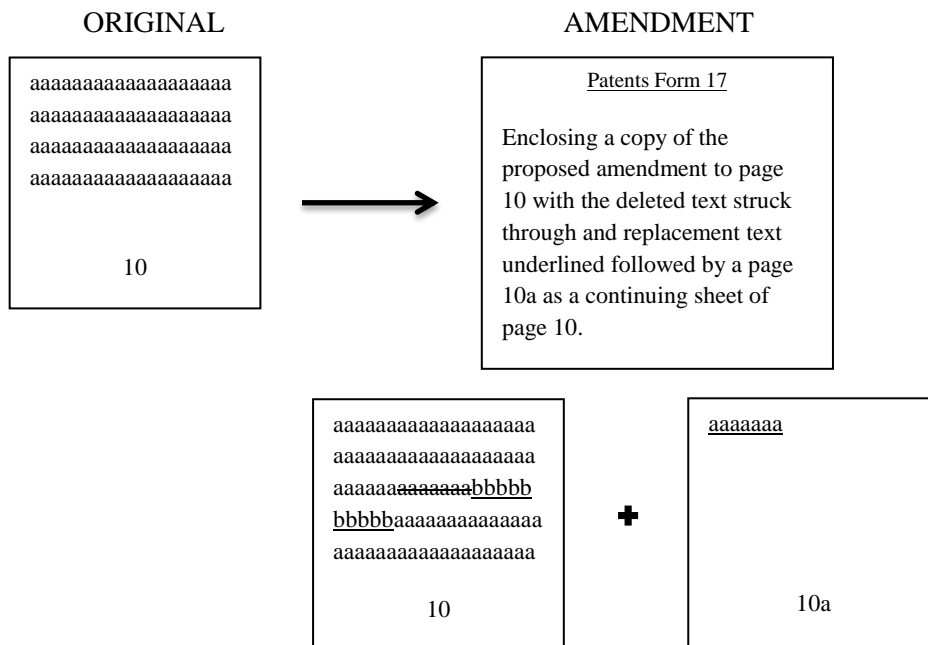 ORIGINAL
AMENDMENT
aaaaaaaaaaaaaaaaaaa
aaaaaaaaaaaaaaaaaaa
aaaaaaaaaaaaaaaaaaa
aaaaaaaaaaaaaaaaaaa
10
Patents Form 17
Enclosing a copy of the
proposed amendment to page
10 with the deleted text struck
through and replacement text
underlined followed by a page
10a as a continuing sheet of
page 10.
aaaaaaaaaaaaaaaaaaa
aaaaaaaaaaaaaaaaaaa
aaaaaaaaaaaaabbbbb
bbbbbaaaaaaaaaaaaaa
aaaaaaaaaaaaaaaaaaa
10
aaaaaaa
10a